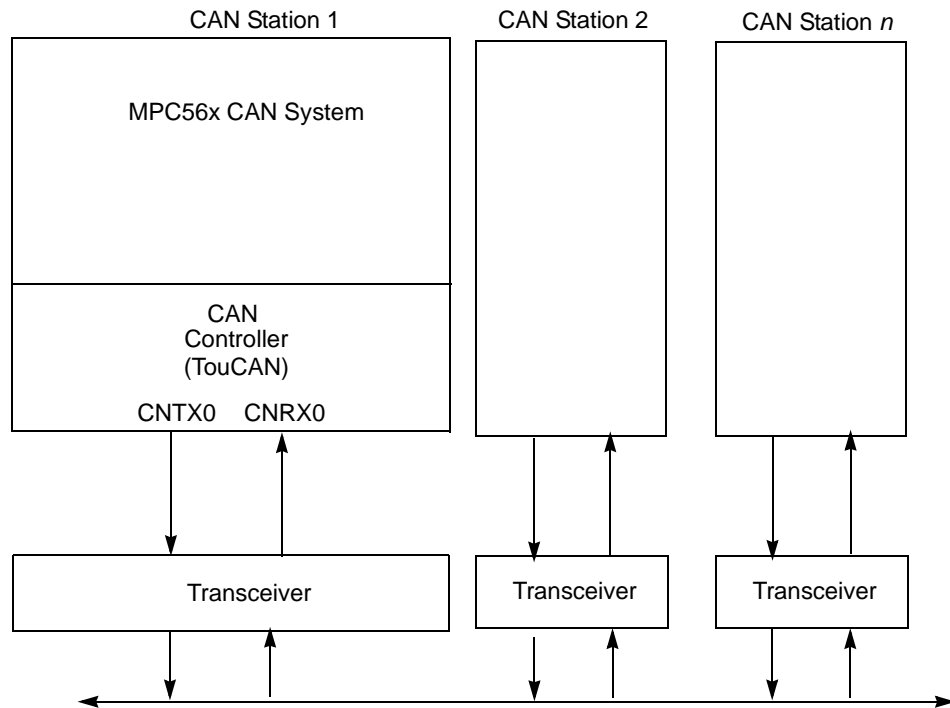 CAN Station 1
CAN Station 2
CAN Station n
MPC56x CAN System
CAN
Controller
(TouCAN)
CNTX0 CNRX0
Transceiver
Transceiver
Transceiver